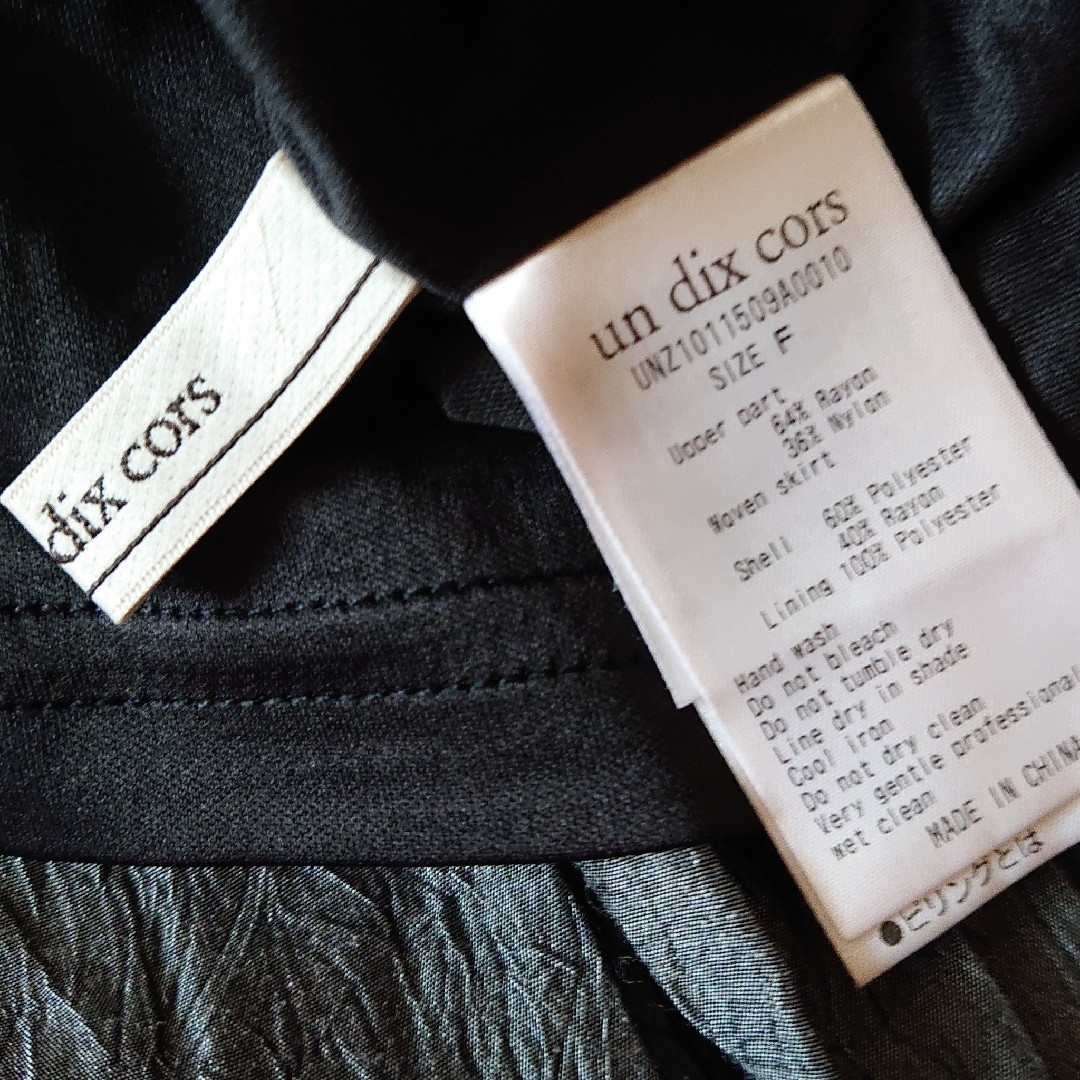 dix cors
un dix cors
UNZ1011509A0010
SIZE F
Upper part
64% Rayon
36% Nylon
Woven skirt
Shell 60% Polyester
40% Rayon
Lining 100% Polyester
Hand wash
Do not bleach
Do not tumble dry
Line dry in shade
Cool iron
Do not dry clean
Very gentle professional
wet clean
MADE IN CHINA
●ピリングとは